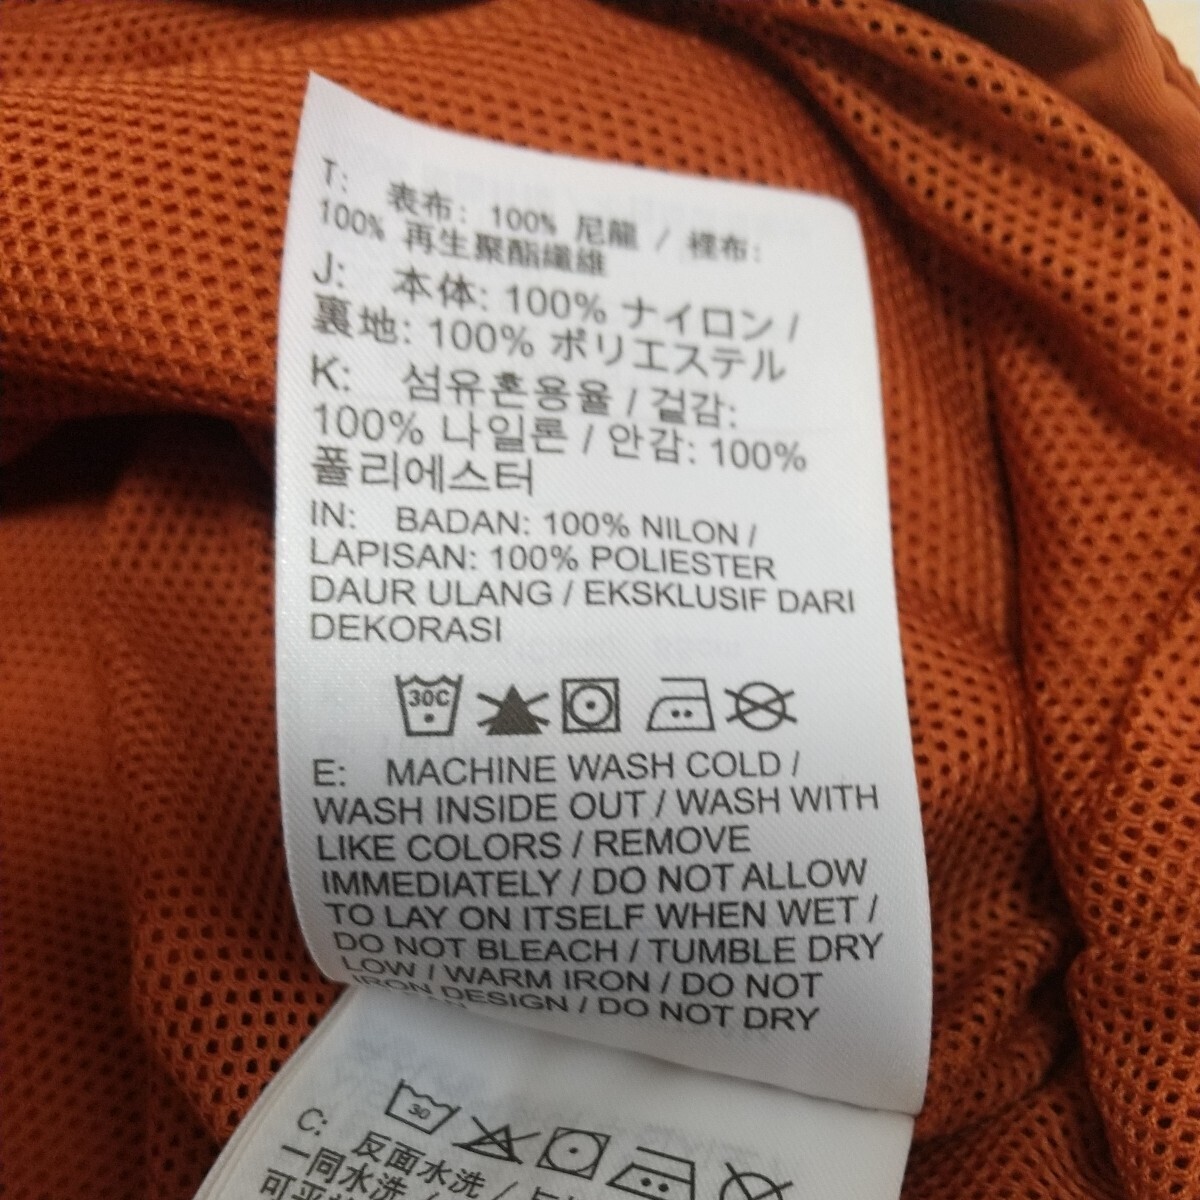 T: 表布: 100% 尼龍 / 裡布:
100% 再生聚酯纖維
J: 本体: 100% ナイロン /
裏地: 100% ポリエステル
K: 섬유혼용율 / 겉감:
100% 나일론 / 안감: 100%
폴리에스터
IN: BADAN: 100% NILON /
LAPISAN: 100% POLIESTER
DAUR ULANG / EKSKLUSIF DARI
DEKORASI
30C
E: MACHINE WASH COLD /
WASH INSIDE OUT / WASH WITH
LIKE COLORS / REMOVE
IMMEDIATELY / DO NOT ALLOW
TO LAY ON ITSELF WHEN WET /
DO NOT BLEACH / TUMBLE DRY
LOW / WARM IRON / DO NOT
IRON DESIGN / DO NOT DRY
30
C: 反面水洗 /
一同水洗 /